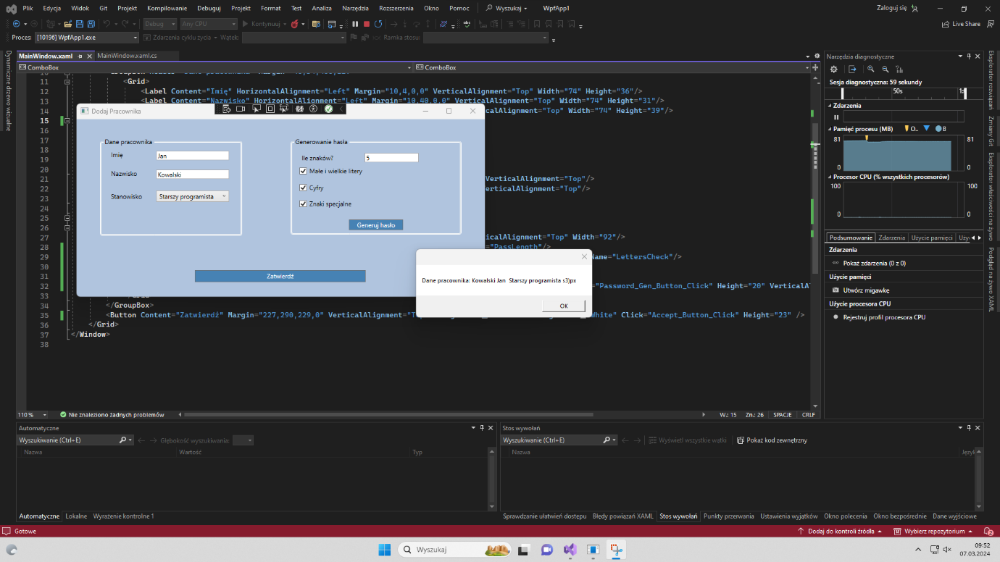 Plik Edycja Widok Git Projekt Kompilowanie Debuguj Projekt Format Test Analiza Narzędzia Rozszerzenia Okno Pomoc Wyszukaj WpfApp1 Zaloguj się
Debug Any CPU Kontynuuj Live Share
Proces: [10196] WpfApp1.exe Zdarzenia cyklu życia Wątek: Ramka stosu:
Dynamiczne drzewo wizualne
MainWindow.xaml MainWindow.xaml.cs
ComboBox ComboBox
11 <Grid>
12 <Label Content="Imię" HorizontalAlignment="Left" Margin="10,4,0,0" VerticalAlignment="Top" Width="74" Height="36"/>
13 <Label Content="Nazwisko" HorizontalAlignment="Left" Margin="10,40,0,0" VerticalAlignment="Top" Width="74" Height="31"/>
14 calAlignment="Top" Width="74" Height="39"/>
15
16
17
18
19
20
21 VerticalAlignment="Top"/>
22 erticalAlignment="Top"/>
23
24
25
26
27 icalAlignment="Top" Width="92"/>
28 ="PassLength"/>
29 Name="LettersCheck"/>
30
31
32 "Password_Gen_Button_Click" Height="20" VerticalAl
33
34 </GroupBox>
35 <Button Content="Zatwierdź" Margin="227,290,229,0" VerticalAlignment="T White" Click="Accept_Button_Click" Height="23" />
36 </Grid>
37 </Window>
38
Dodaj Pracownika
Dane pracownika
Imię Jan
Nazwisko Kowalski
Stanowisko Starszy programista
Generowanie hasła
Ile znaków? 5
Małe i wielkie litery
Cyfry
Znaki specjalne
Generuj hasło
Zatwierdź
Dane pracownika: Kowalski Jan Starszy programista s3)px
OK
110 % Nie znaleziono żadnych problemów W.: 15 Zn.: 26 SPACJE CRLF
Narzędzia diagnostyczne
Sesja diagnostyczna: 59 sekundy
50s
Zdarzenia
Pamięć procesu (MB) O.. B
81 81
0 0
Procesor CPU (% wszystkich procesorów)
100 100
0 0
Podsumowanie Zdarzenia Użycie pamięci Uży
Zdarzenia
Pokaż zdarzenia (0 z 0)
Użycie pamięci
Utwórz migawkę
Użycie procesora CPU
Rejestruj profil procesora CPU
Eksplorator rozwiązań
Zmiany Git
Eksplorator właściwości na żywo
Podgląd na żywo XAML
Automatyczne
Wyszukiwanie (Ctrl+E) Głębokość wyszukiwania:
Nazwa Wartość Typ
Automatyczne Lokalne Wyrażenie kontrolne 1
Stos wywołań
Wyszukiwanie (Ctrl+E) Wyświetl wszystkie wątki Pokaż kod zewnętrzny
Nazwa Język
Sprawdzanie ułatwień dostępu Błędy powiązań XAML Stos wywołań Punkty przerwania Ustawienia wyjątków Okno polecenia Okno bezpośrednie Dane wyjściowe
Gotowe Dodaj do kontroli źródła Wybierz repozytorium 2
Wyszukaj
09:52
07.03.2024